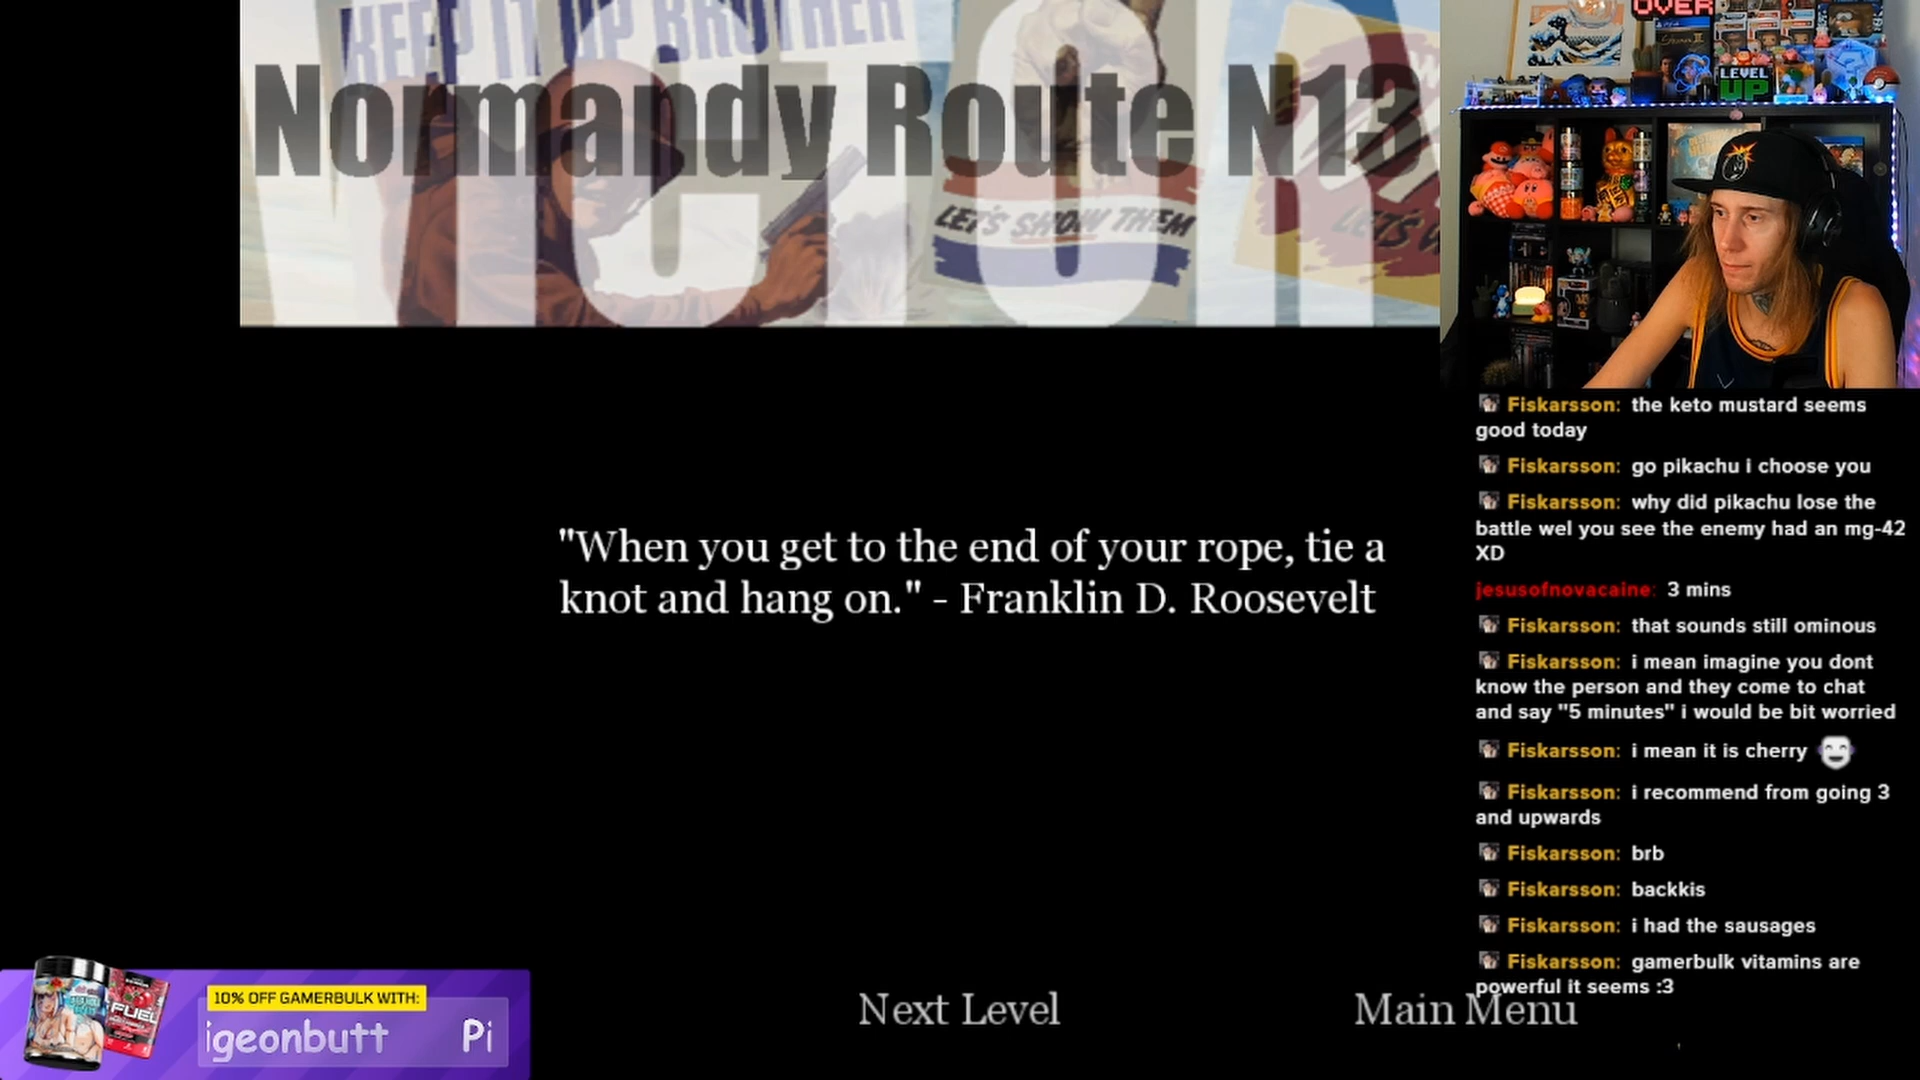 KEEP IT UP BROTHER
VICTOR
Normandy Route N13
LET'S SHOW THEM
LET'S
OVER
LEVEL
UP
"When you get to the end of your rope, tie a
knot and hang on." - Franklin D. Roosevelt
Next Level
Main Menu
Fiskarsson: the keto mustard seems
good today
Fiskarsson: go pikachu i choose you
Fiskarsson: why did pikachu lose the
battle wel you see the enemy had an mg-42
XD
jesusofnovacaine: 3 mins
Fiskarsson: that sounds still ominous
Fiskarsson: i mean imagine you dont
know the person and they come to chat
and say "5 minutes" i would be bit worried
Fiskarsson: i mean it is cherry
Fiskarsson: i recommend from going 3
and upwards
Fiskarsson: brb
Fiskarsson: backkis
Fiskarsson: i had the sausages
Fiskarsson: gamerbulk vitamins are
powerful it seems :3
FUEL
10% OFF GAMERBULK WITH:
igeonbutt Pi